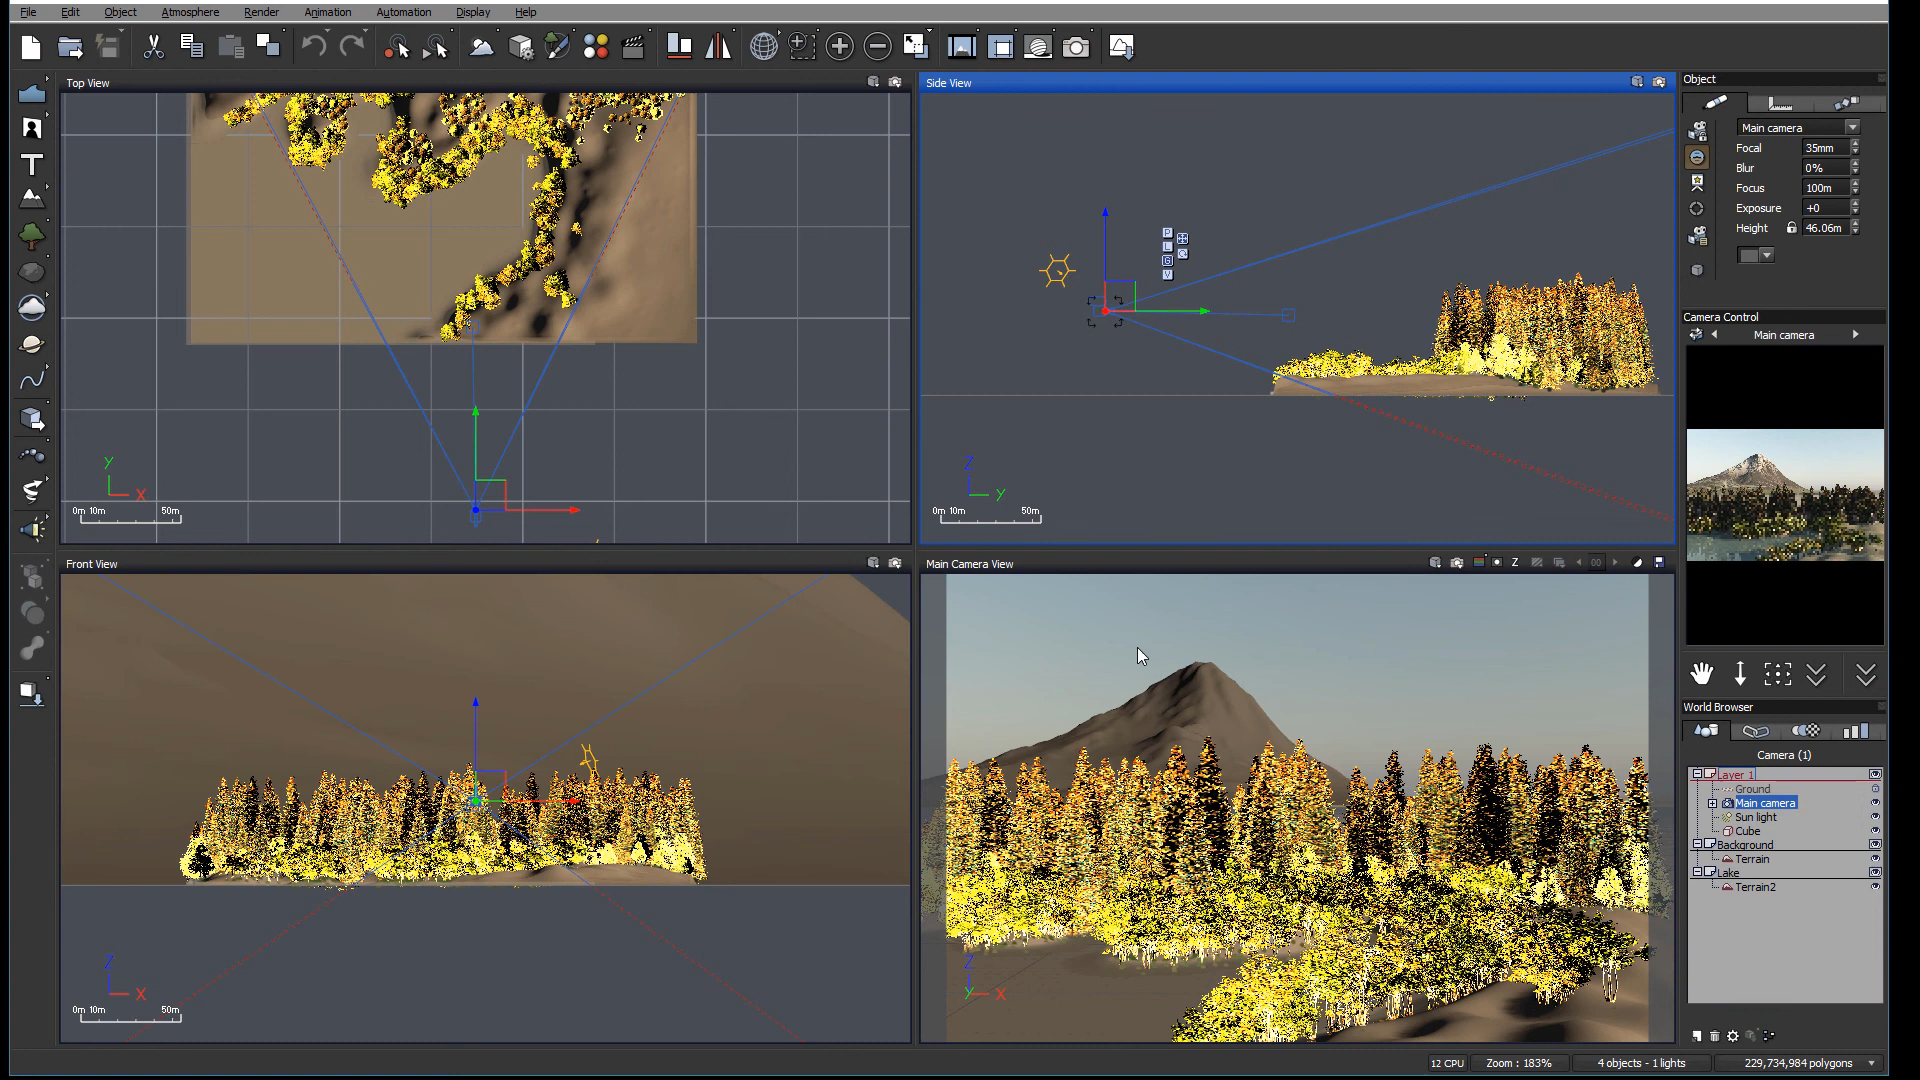 File Edit Object Atmosphere Render Animation Automation Display Help
Top View
Y
X
0m 10m 50m
Side View
P
L
G
V
Z
Y
0m 10m 50m
Front View
Z
X
0m 10m 50m
Main Camera View
Z
00
Z
Y
X
Object
Main camera
Focal 35mm
Blur 0%
Focus 100m
Exposure +0
Height 46.06m
Camera Control
Main camera
World Browser
Camera (1)
Layer 1
Ground
Main camera
Sun light
Cube
Background
Terrain
Lake
Terrain2
12 CPU Zoom : 183% 4 objects - 1 lights 229,734,984 polygons